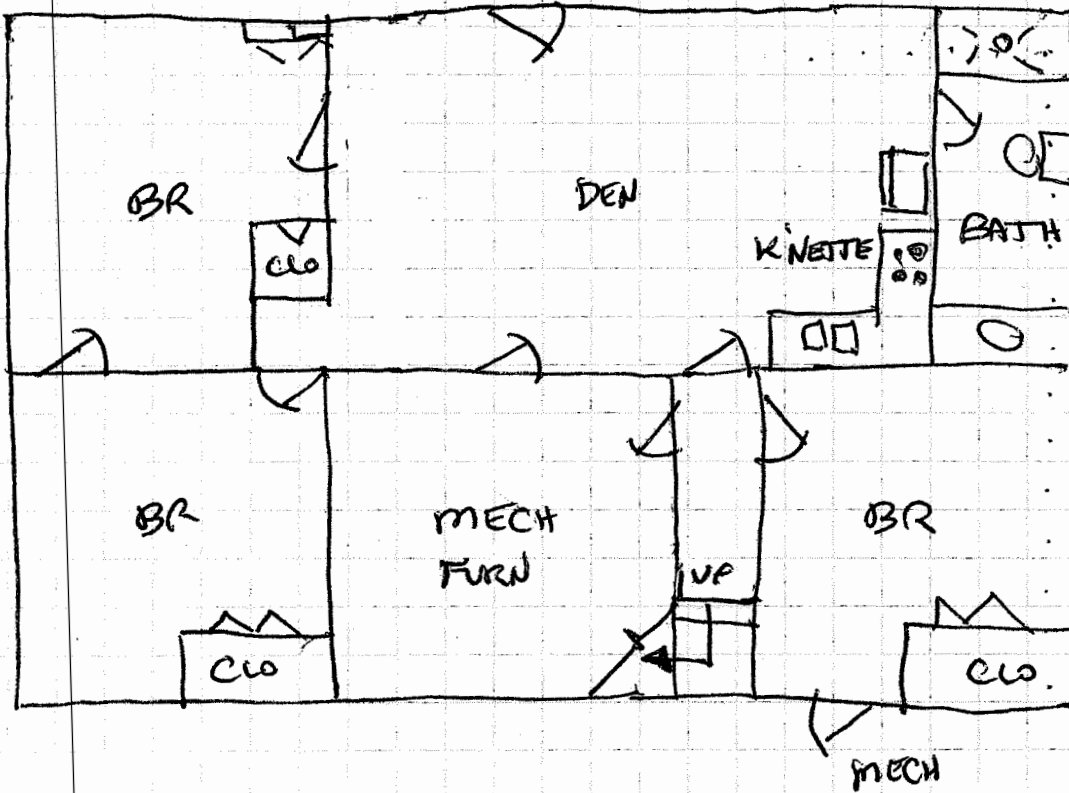 BR
DEN
K'NETTE
BATH
CLO
BR
MECH
FURN
BR
UP
CLO
CLO
MECH